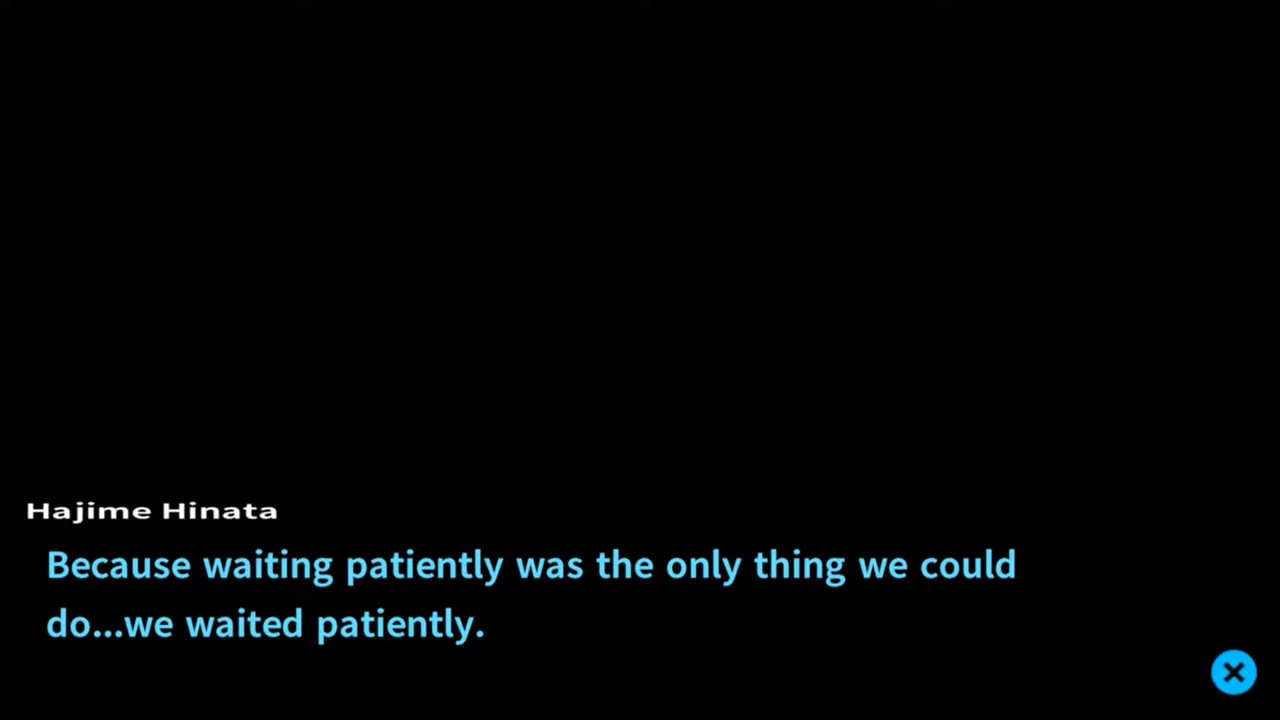 Hajime Hinata
Because waiting patiently was the only thing we could
do...we waited patiently.